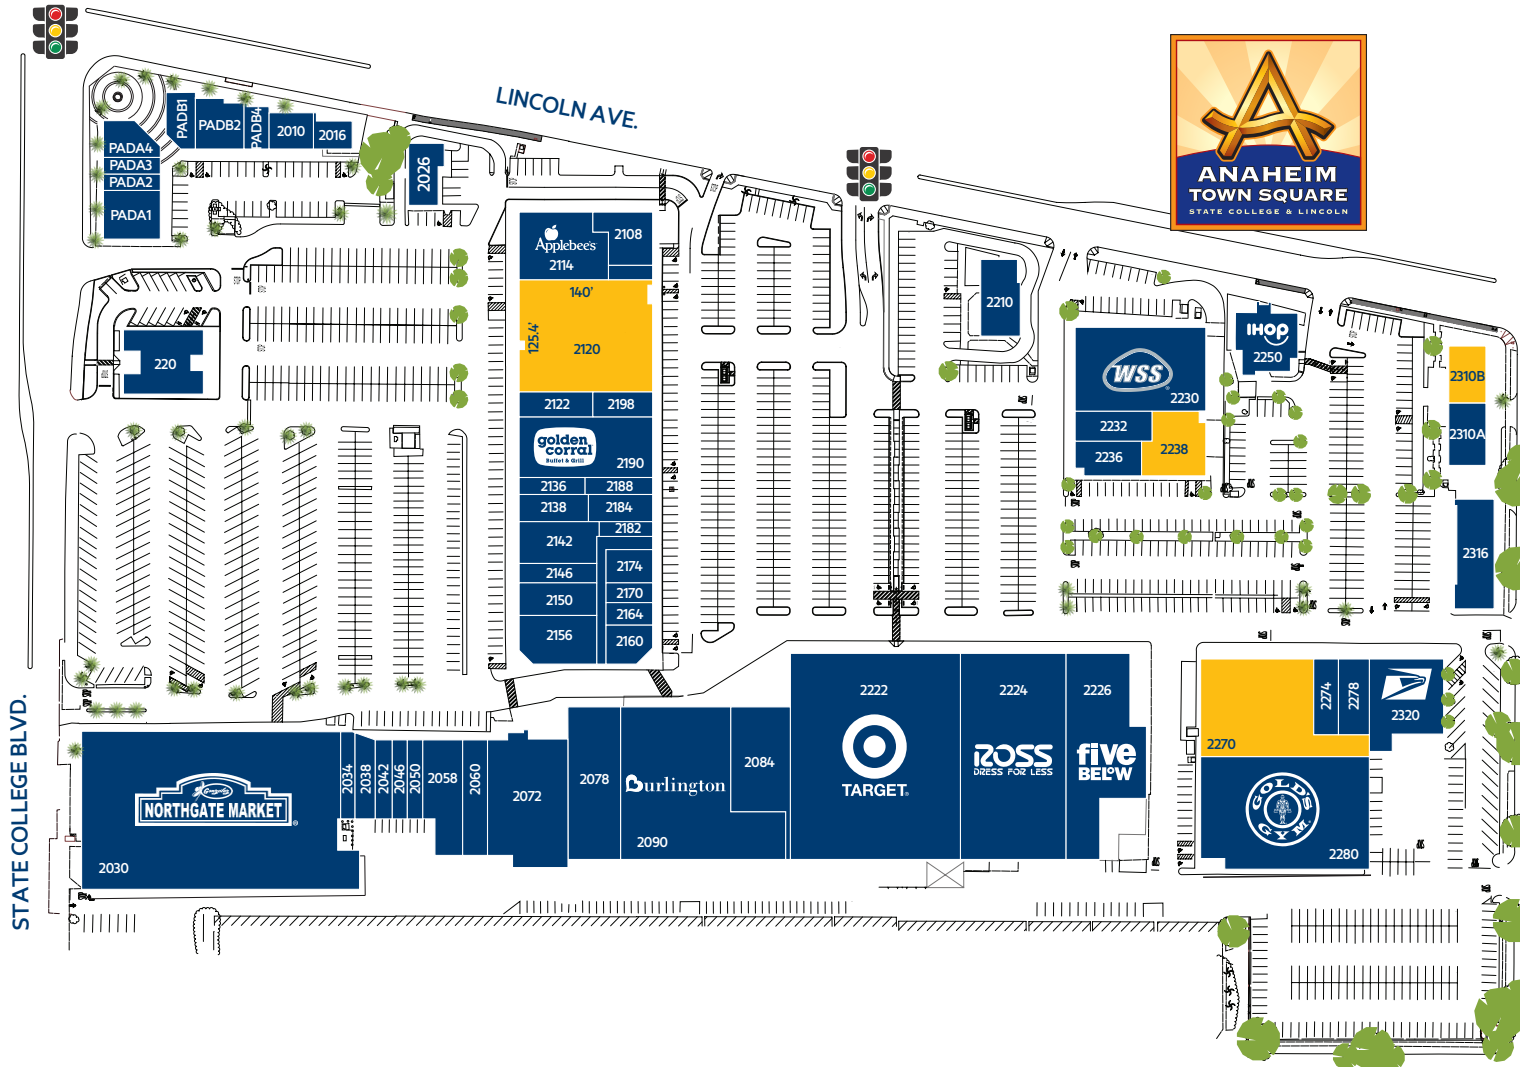 LINCOLN AVE.
STATE COLLEGE BLVD.
ANAHEIM
TOWN SQUARE
STATE COLLEGE & LINCOLN
PADB1
PADB2
PADB4
2010
2016
PADA4
PADA3
PADA2
PADA1
2026
220
Applebee's
2114
2108
140'
125.4'
2120
2122
2198
golden
corral
Buffet & Grill
2190
2136
2188
2138
2184
2182
2142
2174
2146
2170
2150
2164
2156
2160
2210
WSS
2230
2232
2236
2238
IHOP
2250
2310B
2310A
2316
NORTHGATE MARKET
2030
2034
2038
2042
2046
2050
2058
2060
2072
2078
Burlington
2084
2090
2222
TARGET
2224
ROSS
DRESS FOR LESS
2226
five
BELOW
2270
2274
2278
2320
GOLD'S
GYM
2280